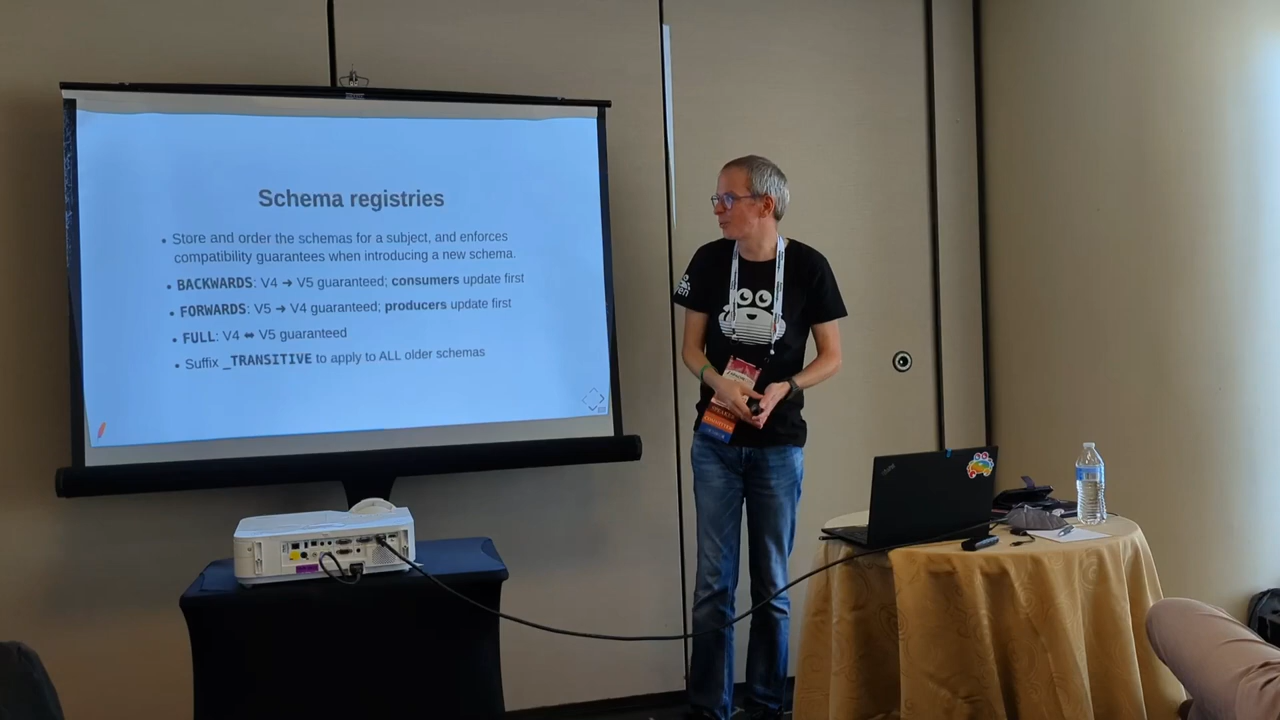 Schema registries
• Store and order the schemas for a subject, and enforces
compatibility guarantees when introducing a new schema.
• BACKWARDS: V4 ➔ V5 guaranteed; consumers update first
• FORWARDS: V5 ➔ V4 guaranteed; producers update first
• FULL: V4 ⬌ V5 guaranteed
• Suffix _TRANSITIVE to apply to ALL older schemas
SPEAKER
COMMITTER